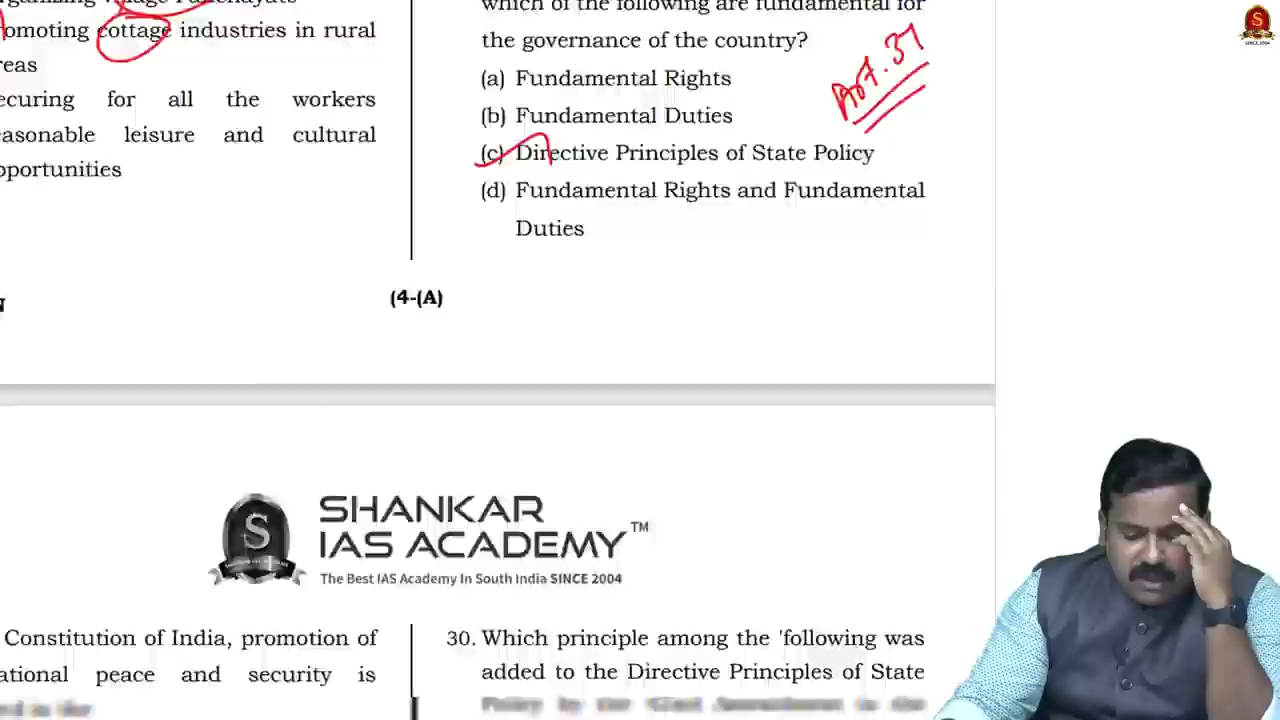 village Panchayats
omoting cottage industries in rural
reas
ecuring for all the workers
easonable leisure and cultural
pportunities
which of the following are fundamental for
the governance of the country?
(a) Fundamental Rights
(b) Fundamental Duties
(c) Directive Principles of State Policy
(d) Fundamental Rights and Fundamental
Duties
Art. 37
(4-(A)
SINCE 2004
S
SHANKAR
IAS ACADEMY™
The Best IAS Academy In South India SINCE 2004
Constitution of India, promotion of
ational peace and security is
30. Which principle among the 'following was
added to the Directive Principles of State